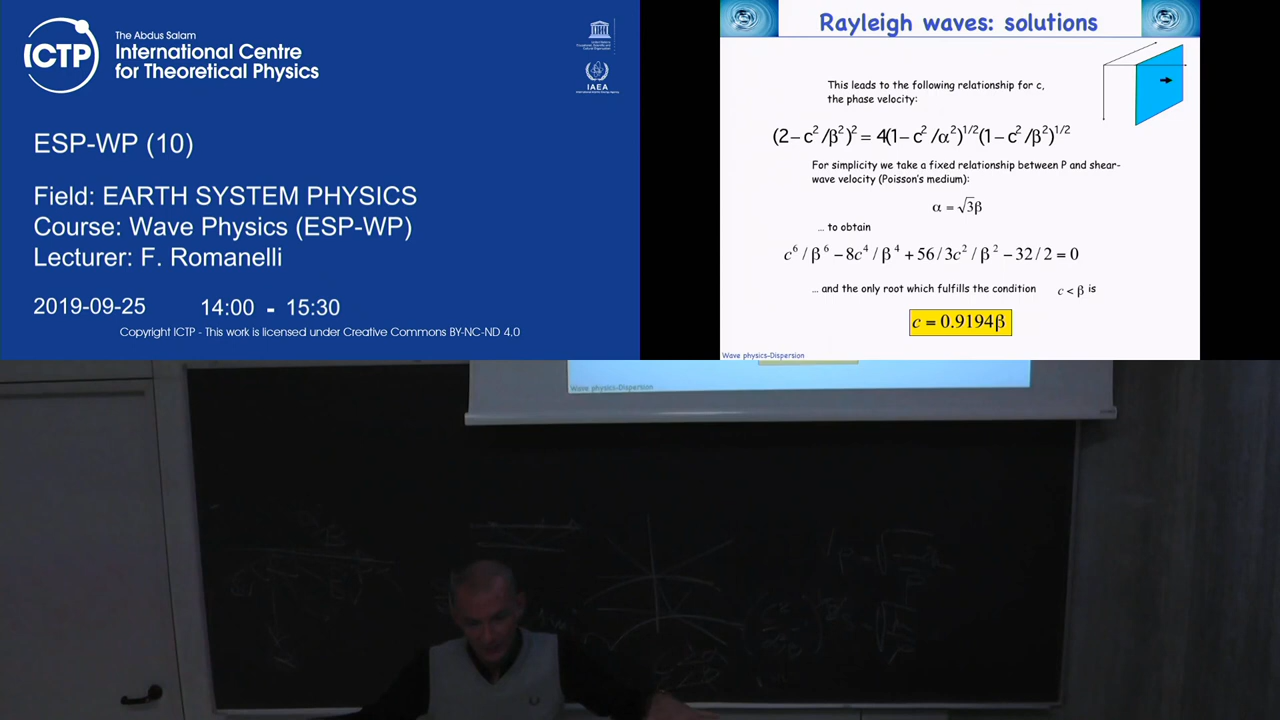 The Abdus Salam
ICTP
International Centre
for Theoretical Physics
IAEA
ESP-WP (10)
Field: EARTH SYSTEM PHYSICS
Course: Wave Physics (ESP-WP)
Lecturer: F. Romanelli
2019-09-25 14:00 - 15:30
Copyright ICTP - This work is licensed under Creative Commons BY-NC-ND 4.0
Rayleigh waves: solutions
This leads to the following relationship for c,
the phase velocity:
(2 – c²/β²)² = 4(1 – c²/α²)^1/2(1 – c²/β²)^1/2
For simplicity we take a fixed relationship between P and shear-
wave velocity (Poisson's medium):
α = √3β
... to obtain
c⁶ / β⁶ – 8c⁴ / β⁴ + 56 / 3c² / β² – 32 / 2 = 0
... and the only root which fulfills the condition c < β is
c = 0.9194β
Wave physics-Dispersion
Wave physics-Dispersion